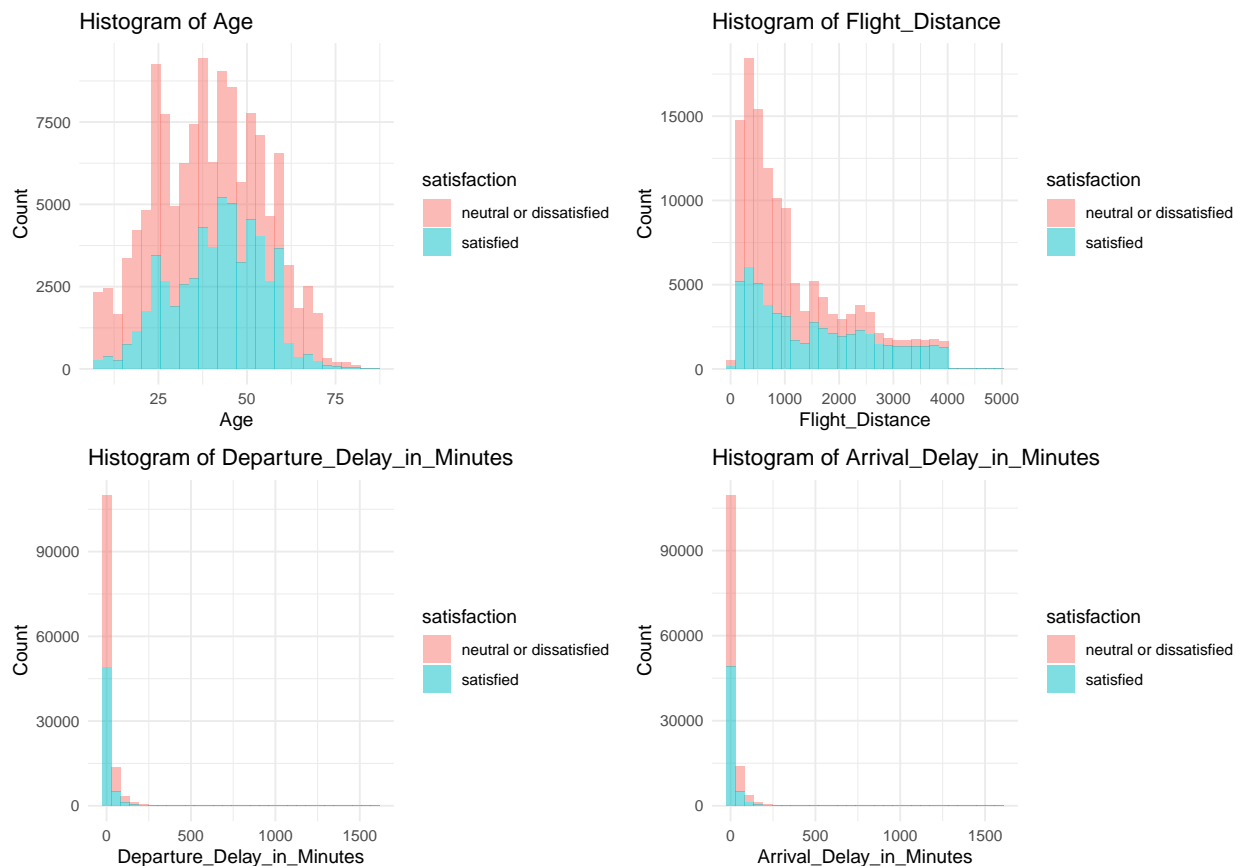 Histogram of Age
7500
5000
2500
0
Count
25
50
75
Age
satisfaction
neutral or dissatisfied
satisfied
Histogram of Flight_Distance
15000
10000
5000
0
Count
0
1000
2000
3000
4000
5000
Flight_Distance
satisfaction
neutral or dissatisfied
satisfied
Histogram of Departure_Delay_in_Minutes
90000
60000
30000
0
Count
0
500
1000
1500
Departure_Delay_in_Minutes
satisfaction
neutral or dissatisfied
satisfied
Histogram of Arrival_Delay_in_Minutes
90000
60000
30000
0
Count
0
500
1000
1500
Arrival_Delay_in_Minutes
satisfaction
neutral or dissatisfied
satisfied